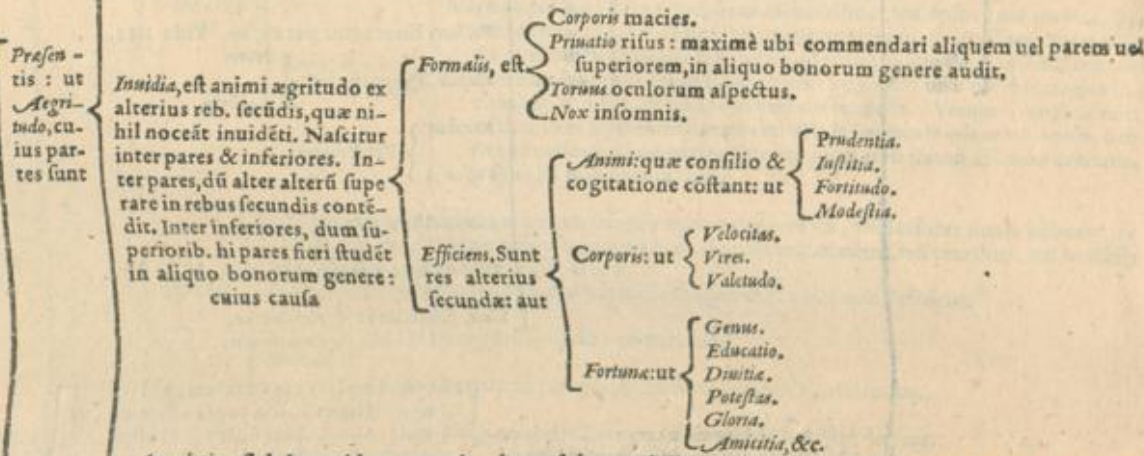 Præsen-
tis : ut
Aegri-
tudo, cu-
ius par-
tes sunt
Inuidia, est animi ægritudo ex
alterius reb. secūdis, quæ ni-
hil noceāt inuidēti. Nascitur
inter pares & inferiores. In-
ter pares, dū alter alterū supe
rare in rebus secundis contē-
dit. Inter inferiores, dum su-
periorib. hi pares fieri studēt
in aliquo bonorum genere:
cuius causa
Formalis, est
Corporis macies.
Priuatio risus : maximè ubi commendari aliquem uel parem uel
superiorem, in aliquo bonorum genere audit.
Toruus oculorum aspectus.
Nox insomnis.
Efficiens. Sunt
res alterius
secundæ: aut
Animi: quæ consilio &
cogitatione cōstant: ut
Prudentia.
Iustitia.
Fortitudo.
Modestia.
Corporis: ut
Velocitas.
Vires.
Valetudo.
Fortunæ: ut
Genus.
Educatio.
Diuitiæ.
Potestas.
Gloria.
Amicitia, &c.